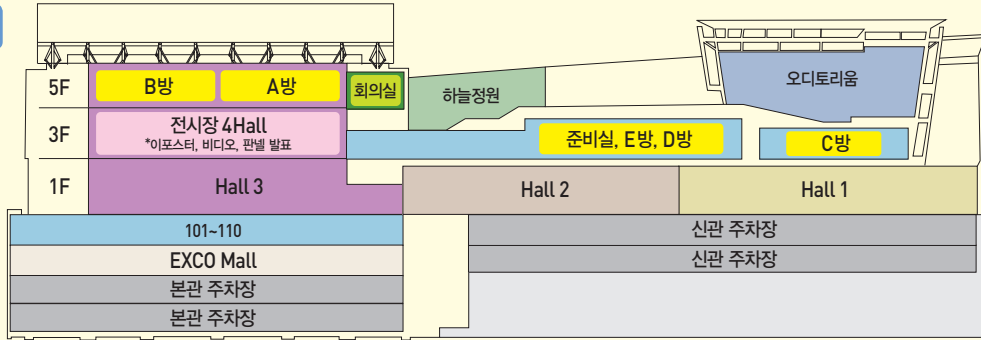 5F
B방
A방
회의실
하늘정원
오디토리움
3F
전시장 4Hall
*이포스터, 비디오, 판넬 발표
준비실, E방, D방
C방
1F
Hall 3
Hall 2
Hall 1
101~110
신관 주차장
EXCO Mall
신관 주차장
본관 주차장
본관 주차장